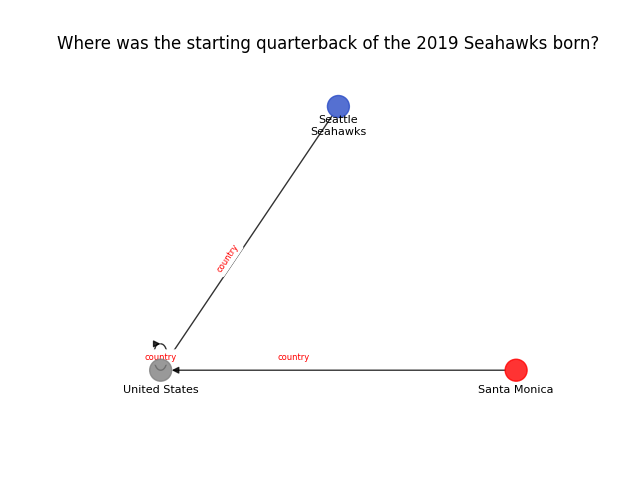 Where was the starting quarterback of the 2019 Seahawks born?
Seattle
Seahawks
country
country
country
United States
Santa Monica